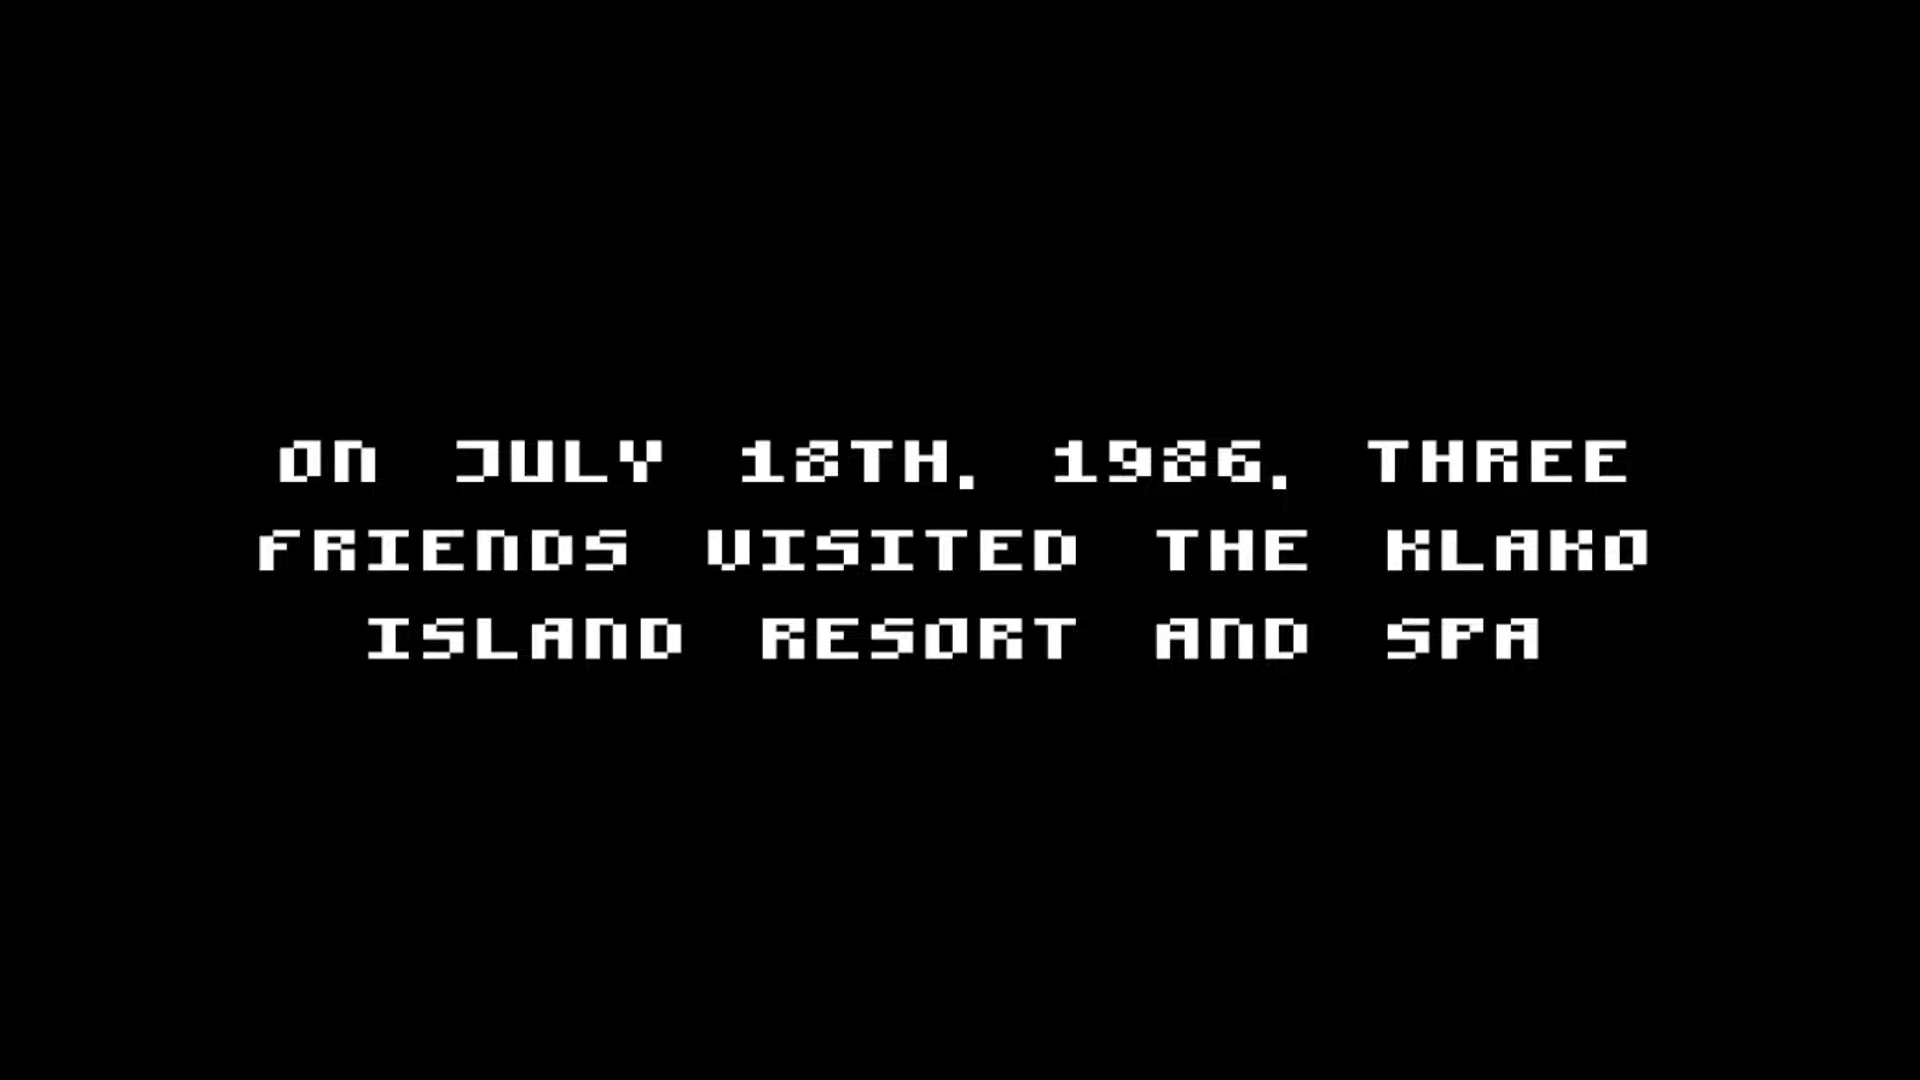 ON JULY 18TH, 1986, THREE
FRIENDS VISITED THE KLAKO
ISLAND RESORT AND SPA